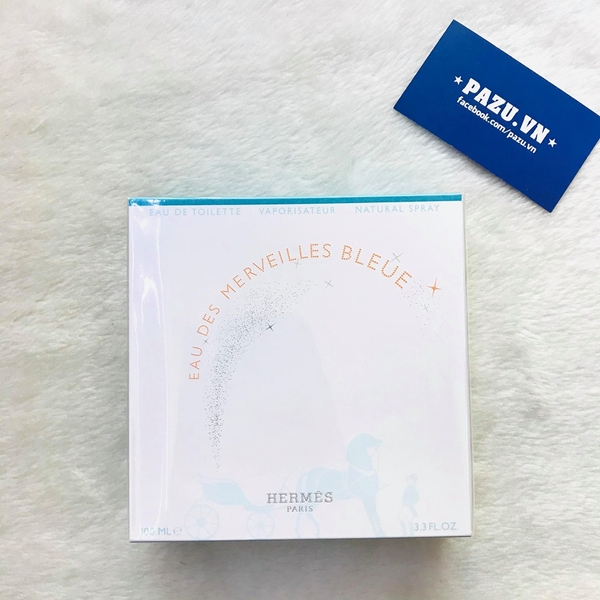 ★ PAZU.VN ★
facebook.com/pazu.vn
EAU DE TOILETTE VAPORISATEUR NATURAL SPRAY
EAU DES MERVEILLES BLEUE
HERMÈS
PARIS
100 ML ℮ 3.3 FL.OZ.